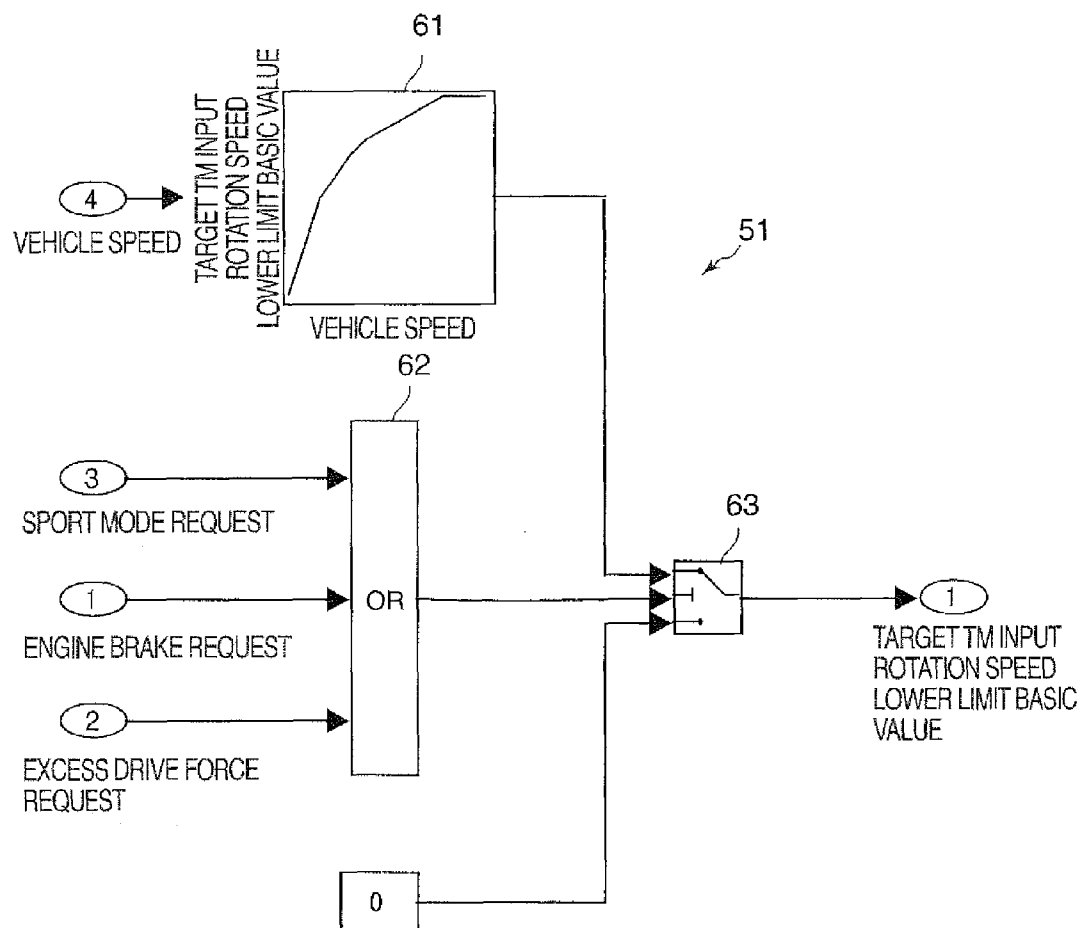 61
TARGET TM INPUT
ROTATION SPEED
LOWER LIMIT BASIC VALUE
4
VEHICLE SPEED
VEHICLE SPEED
51
62
3
SPORT MODE REQUEST
63
1
ENGINE BRAKE REQUEST
OR
1
TARGET TM INPUT
ROTATION SPEED
LOWER LIMIT BASIC
VALUE
2
EXCESS DRIVE FORCE
REQUEST
0